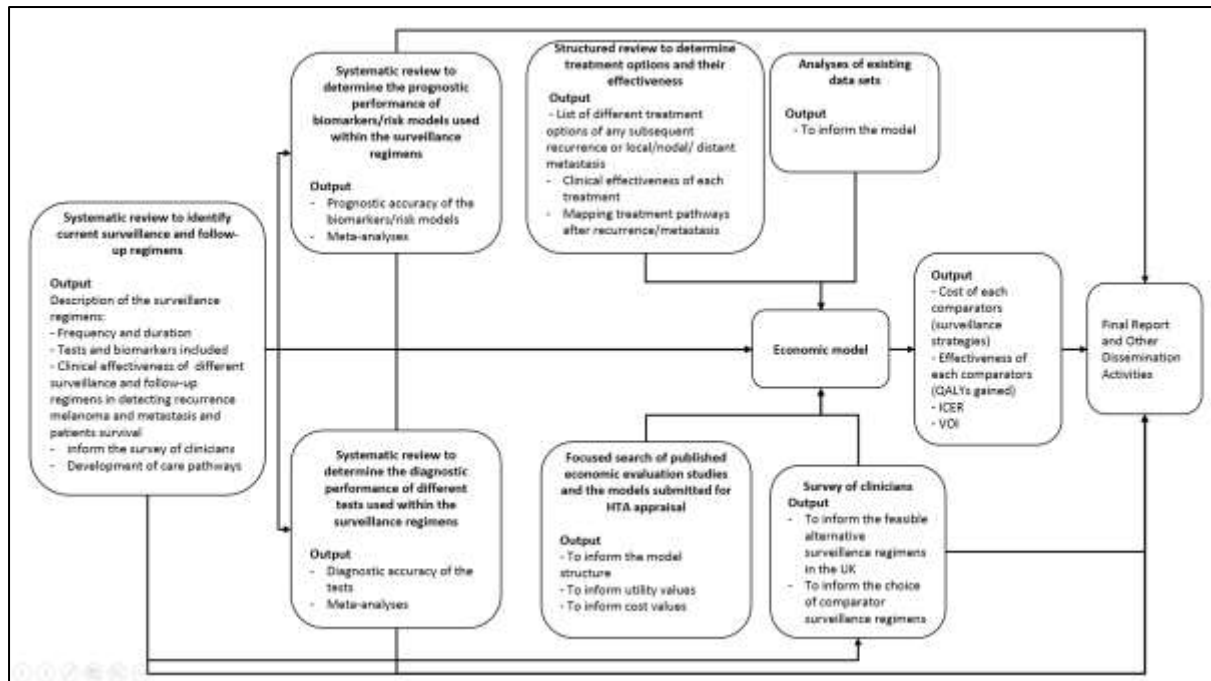 Systematic review to identify
current surveillance and follow-
up regimens
Output
Description of the surveillance
regimens:
- Frequency and duration
- Tests and biomarkers included
- Clinical effectiveness of different
surveillance and follow-up
regimens in detecting recurrence
melanoma and metastasis and
patients survival
- inform the survey of clinicians
- Development of care pathways
Systematic review to
determine the prognostic
performance of
biomarkers/risk models used
within the surveillance
regimens
Output
- Prognostic accuracy of the
biomarkers/risk models
- Meta-analyses
Systematic review to
determine the diagnostic
performance of different
tests used within the
surveillance regimens
Output
- Diagnostic accuracy of the
tests
- Meta-analyses
Structured review to determine
treatment options and their
effectiveness
Output
- List of different treatment
options of any subsequent
recurrence or local/nodal/ distant
metastasis
- Clinical effectiveness of each
treatment
- Mapping treatment pathways
after recurrence/metastasis
Analyses of existing
data sets
Output
- To inform the model
Economic model
Focused search of published
economic evaluation studies
and the models submitted for
HTA appraisal
Output
- To inform the model
structure
- To inform utility values
- To inform cost values
Survey of clinicians
Output
- To inform the feasible
alternative
surveillance regimens
in the UK
- To inform the choice
of comparator
surveillance regimens
Output
- Cost of each
comparators
(surveillance
strategies)
- Effectiveness of
each comparators
(QALYs gained)
- ICER
- VOI
Final Report
and Other
Dissemination
Activities